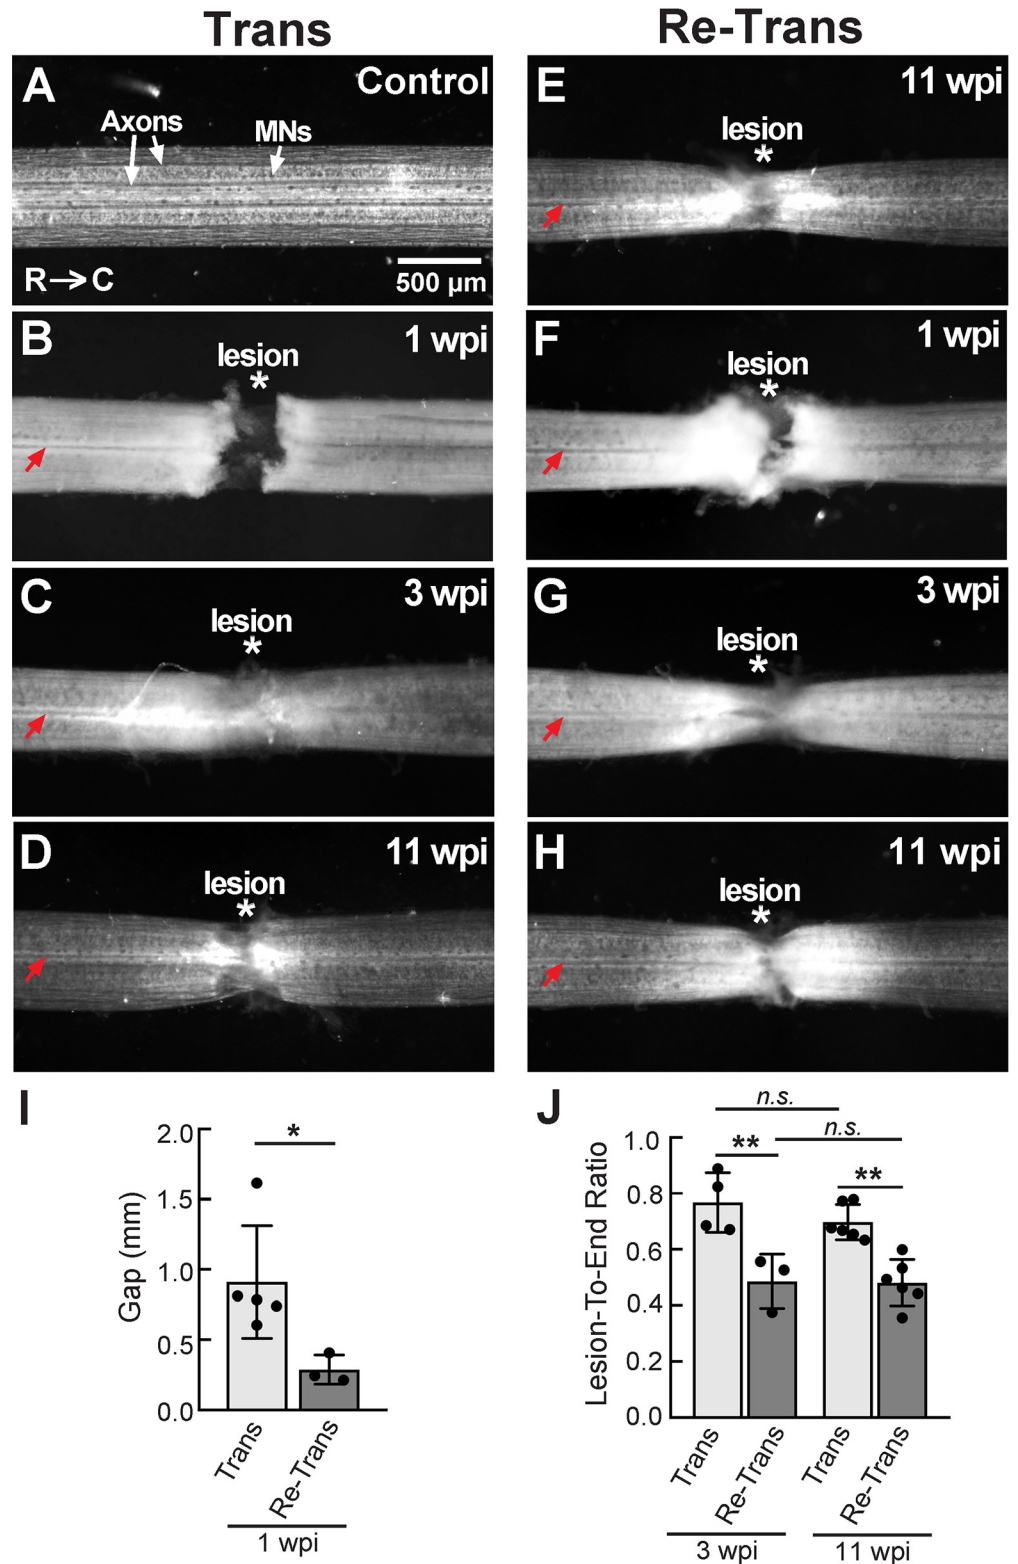 Trans
Re-Trans
A
Control
Axons
MNs
R→C
500 µm
E
11 wpi
lesion
*
B
1 wpi
lesion
*
F
1 wpi
lesion
*
C
3 wpi
lesion
*
G
3 wpi
lesion
*
D
11 wpi
lesion
*
H
11 wpi
lesion
*
I
2.0
1.5
1.0
0.5
0.0
Gap (mm)
*
Trans
Re-Trans
1 wpi
J
n.s.
n.s.
**
**
1.0
0.8
0.6
0.4
0.2
0.0
Lesion-To-End Ratio
Trans
Re-Trans
Trans
Re-Trans
3 wpi
11 wpi